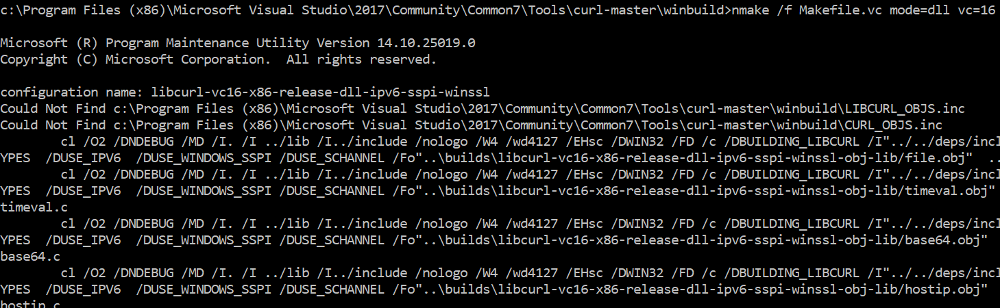 c:\Program Files (x86)\Microsoft Visual Studio\2017\Community\Common7\Tools\curl-master\winbuild>nmake /f Makefile.vc mode=dll vc=16
Microsoft (R) Program Maintenance Utility Version 14.10.25019.0
Copyright (C) Microsoft Corporation.  All rights reserved.
configuration name: libcurl-vc16-x86-release-dll-ipv6-sspi-winssl
Could Not Find c:\Program Files (x86)\Microsoft Visual Studio\2017\Community\Common7\Tools\curl-master\winbuild\LIBCURL_OBJS.inc
Could Not Find c:\Program Files (x86)\Microsoft Visual Studio\2017\Community\Common7\Tools\curl-master\winbuild\CURL_OBJS.inc
cl /O2 /DNDEBUG /MD /I. /I ../lib /I../include /nologo /W4 /wd4127 /EHsc /DWIN32 /FD /c /DBUILDING_LIBCURL /I"../../deps/incl
YPES  /DUSE_IPV6  /DUSE_WINDOWS_SSPI /DUSE_SCHANNEL /Fo"..\builds\libcurl-vc16-x86-release-dll-ipv6-sspi-winssl-obj-lib/file.obj"  ..
cl /O2 /DNDEBUG /MD /I. /I ../lib /I../include /nologo /W4 /wd4127 /EHsc /DWIN32 /FD /c /DBUILDING_LIBCURL /I"../../deps/incl
YPES  /DUSE_IPV6  /DUSE_WINDOWS_SSPI /DUSE_SCHANNEL /Fo"..\builds\libcurl-vc16-x86-release-dll-ipv6-sspi-winssl-obj-lib/timeval.obj"
timeval.c
cl /O2 /DNDEBUG /MD /I. /I ../lib /I../include /nologo /W4 /wd4127 /EHsc /DWIN32 /FD /c /DBUILDING_LIBCURL /I"../../deps/incl
YPES  /DUSE_IPV6  /DUSE_WINDOWS_SSPI /DUSE_SCHANNEL /Fo"..\builds\libcurl-vc16-x86-release-dll-ipv6-sspi-winssl-obj-lib/base64.obj"
base64.c
cl /O2 /DNDEBUG /MD /I. /I ../lib /I../include /nologo /W4 /wd4127 /EHsc /DWIN32 /FD /c /DBUILDING_LIBCURL /I"../../deps/incl
YPES  /DUSE_IPV6  /DUSE_WINDOWS_SSPI /DUSE_SCHANNEL /Fo"..\builds\libcurl-vc16-x86-release-dll-ipv6-sspi-winssl-obj-lib/hostip.obj"
hostip.c